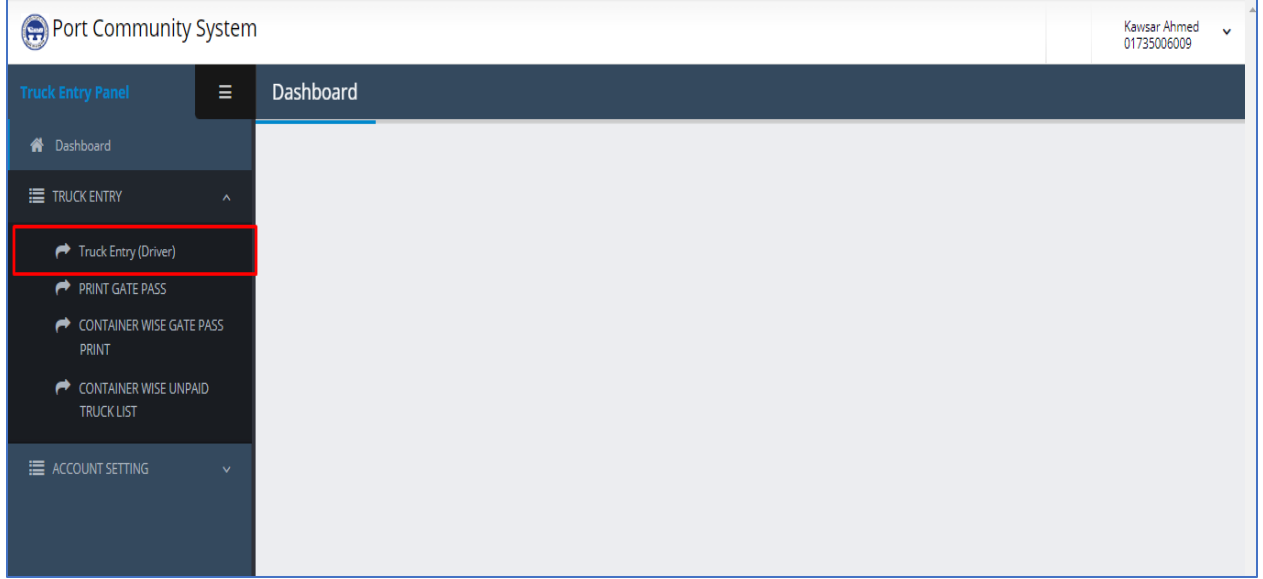 Port Community System
Kawsar Ahmed
01735006009
Truck Entry Panel
Dashboard
Dashboard
TRUCK ENTRY
Truck Entry (Driver)
PRINT GATE PASS
CONTAINER WISE GATE PASS
PRINT
CONTAINER WISE UNPAID
TRUCK LIST
ACCOUNT SETTING